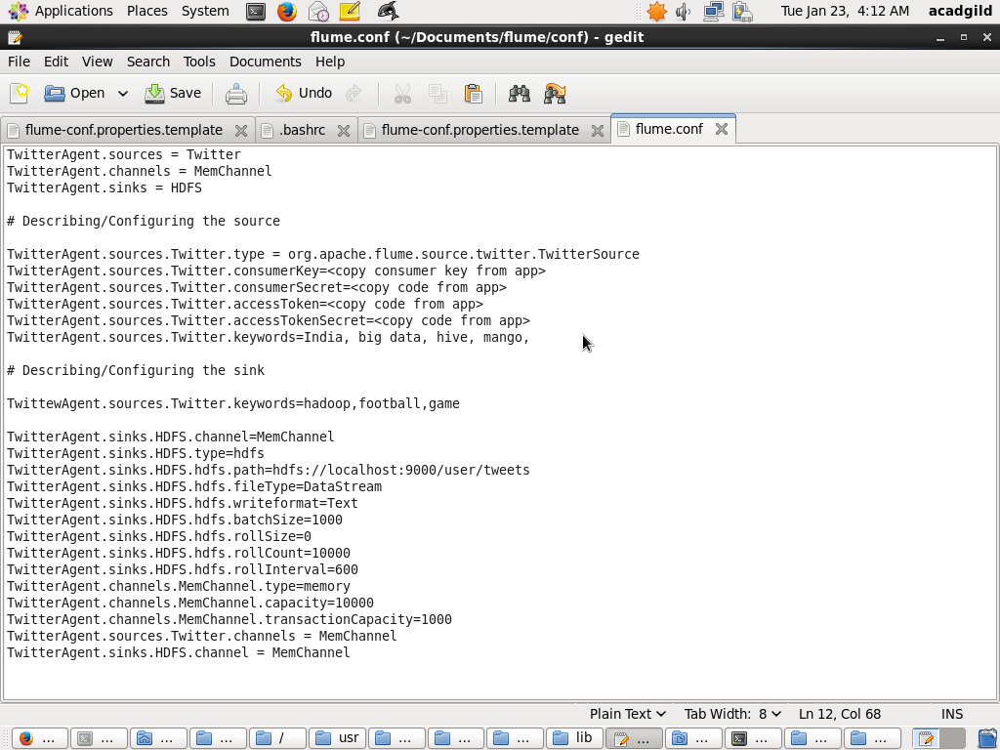 Applications Places System Tue Jan 23, 4:12 AM acadgild
flume.conf (~/Documents/flume/conf) - gedit
File Edit View Search Tools Documents Help
Open Save Undo
flume-conf.properties.template .bashrc flume-conf.properties.template flume.conf
TwitterAgent.sources = Twitter
TwitterAgent.channels = MemChannel
TwitterAgent.sinks = HDFS
# Describing/Configuring the source
TwitterAgent.sources.Twitter.type = org.apache.flume.source.twitter.TwitterSource
TwitterAgent.sources.Twitter.consumerKey=<copy consumer key from app>
TwitterAgent.sources.Twitter.consumerSecret=<copy code from app>
TwitterAgent.sources.Twitter.accessToken=<copy code from app>
TwitterAgent.sources.Twitter.accessTokenSecret=<copy code from app>
TwitterAgent.sources.Twitter.keywords=India, big data, hive, mango,
# Describing/Configuring the sink
TwittewAgent.sources.Twitter.keywords=hadoop,football,game
TwitterAgent.sinks.HDFS.channel=MemChannel
TwitterAgent.sinks.HDFS.type=hdfs
TwitterAgent.sinks.HDFS.hdfs.path=hdfs://localhost:9000/user/tweets
TwitterAgent.sinks.HDFS.hdfs.fileType=DataStream
TwitterAgent.sinks.HDFS.hdfs.writeformat=Text
TwitterAgent.sinks.HDFS.hdfs.batchSize=1000
TwitterAgent.sinks.HDFS.hdfs.rollSize=0
TwitterAgent.sinks.HDFS.hdfs.rollCount=10000
TwitterAgent.sinks.HDFS.hdfs.rollInterval=600
TwitterAgent.channels.MemChannel.type=memory
TwitterAgent.channels.MemChannel.capacity=10000
TwitterAgent.channels.MemChannel.transactionCapacity=1000
TwitterAgent.sources.Twitter.channels = MemChannel
TwitterAgent.sinks.HDFS.channel = MemChannel
Plain Text Tab Width: 8 Ln 12, Col 68 INS
... ... ... ... / usr ... ... ... lib ... ... ... ... ...